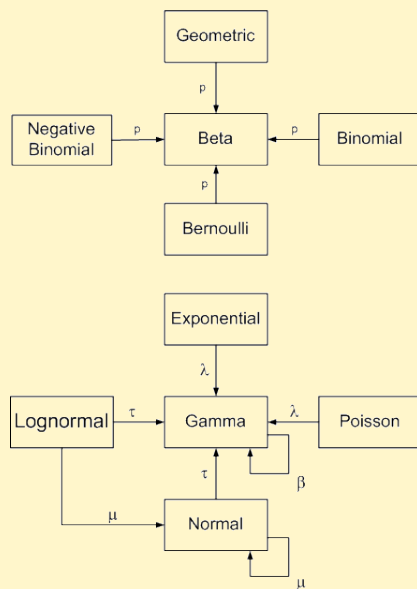 Geometric
p
Negative
Binomial
p
Beta
p
Binomial
p
Bernoulli
Exponential
λ
Lognormal
τ
Gamma
λ
Poisson
τ
β
μ
Normal
μ